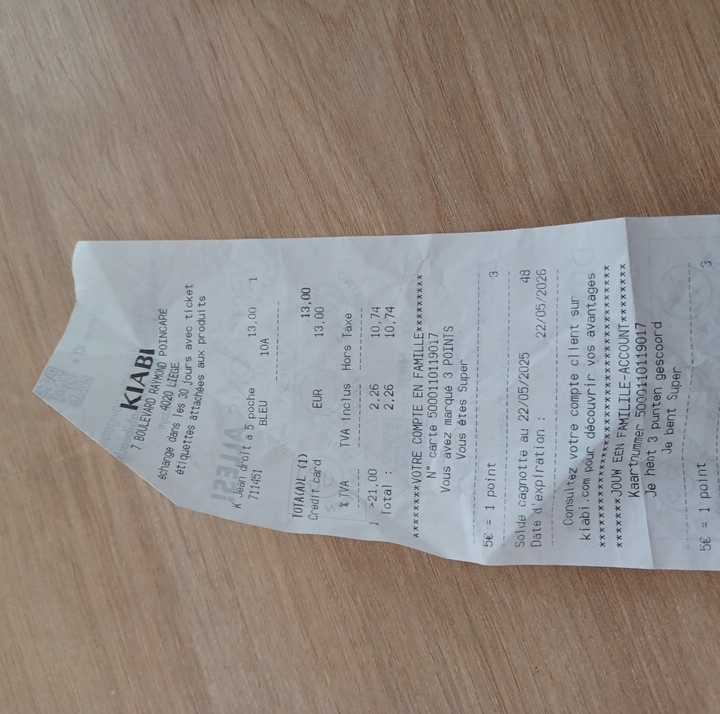 KIABI
7 BOULEVARD RAYMOND POINCARE
4020 LIEGE
échange dans les 30 jours avec ticket
étiquettes attachées aux produits
K Jean droit à 5 poche 13,00 1
711451 BLEU 10A
TOTA(A)L (1) 13,00
Credit card EUR 13,00
% TVA TVA Inclus Hors Taxe
1 >21,00 2,26 10,74
Total : 2,26 10,74
********VOTRE COMPTE EN FAMILLE*********
N° carte 5000110119017
Vous avez marqué 3 POINTS
Vous êtes Super
5€ = 1 point 3
Solde cagnotte au 22/05/2025 48
Date d'expiration : 22/05/2026
Consultez votre compte client sur
kiabi.com pour découvrir vos avantages
****************************************
*******JOUW EEN FAMILILE-ACCOUNT********
Kaartnummer 5000110119017
Je hebt 3 punten gescoord
Je bent Super
5€ = 1 point 3